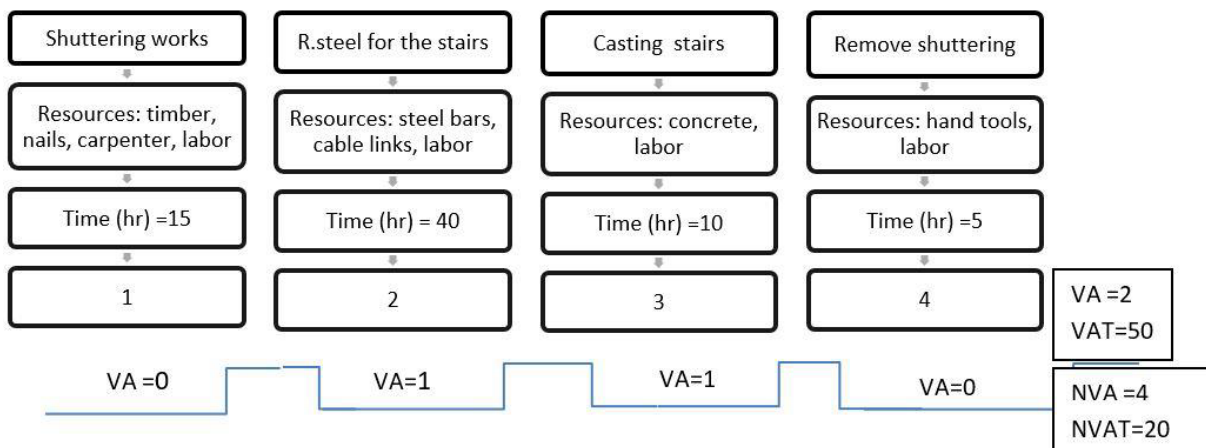 Shuttering works
Resources: timber,
nails, carpenter, labor
Time (hr) =15
1
R.steel for the stairs
Resources: steel bars,
cable links, labor
Time (hr) = 40
2
Casting stairs
Resources: concrete,
labor
Time (hr) =10
3
Remove shuttering
Resources: hand tools,
labor
Time (hr) =5
4
VA =0
VA=1
VA=1
VA=0
VA =2
VAT=50
NVA =4
NVAT=20